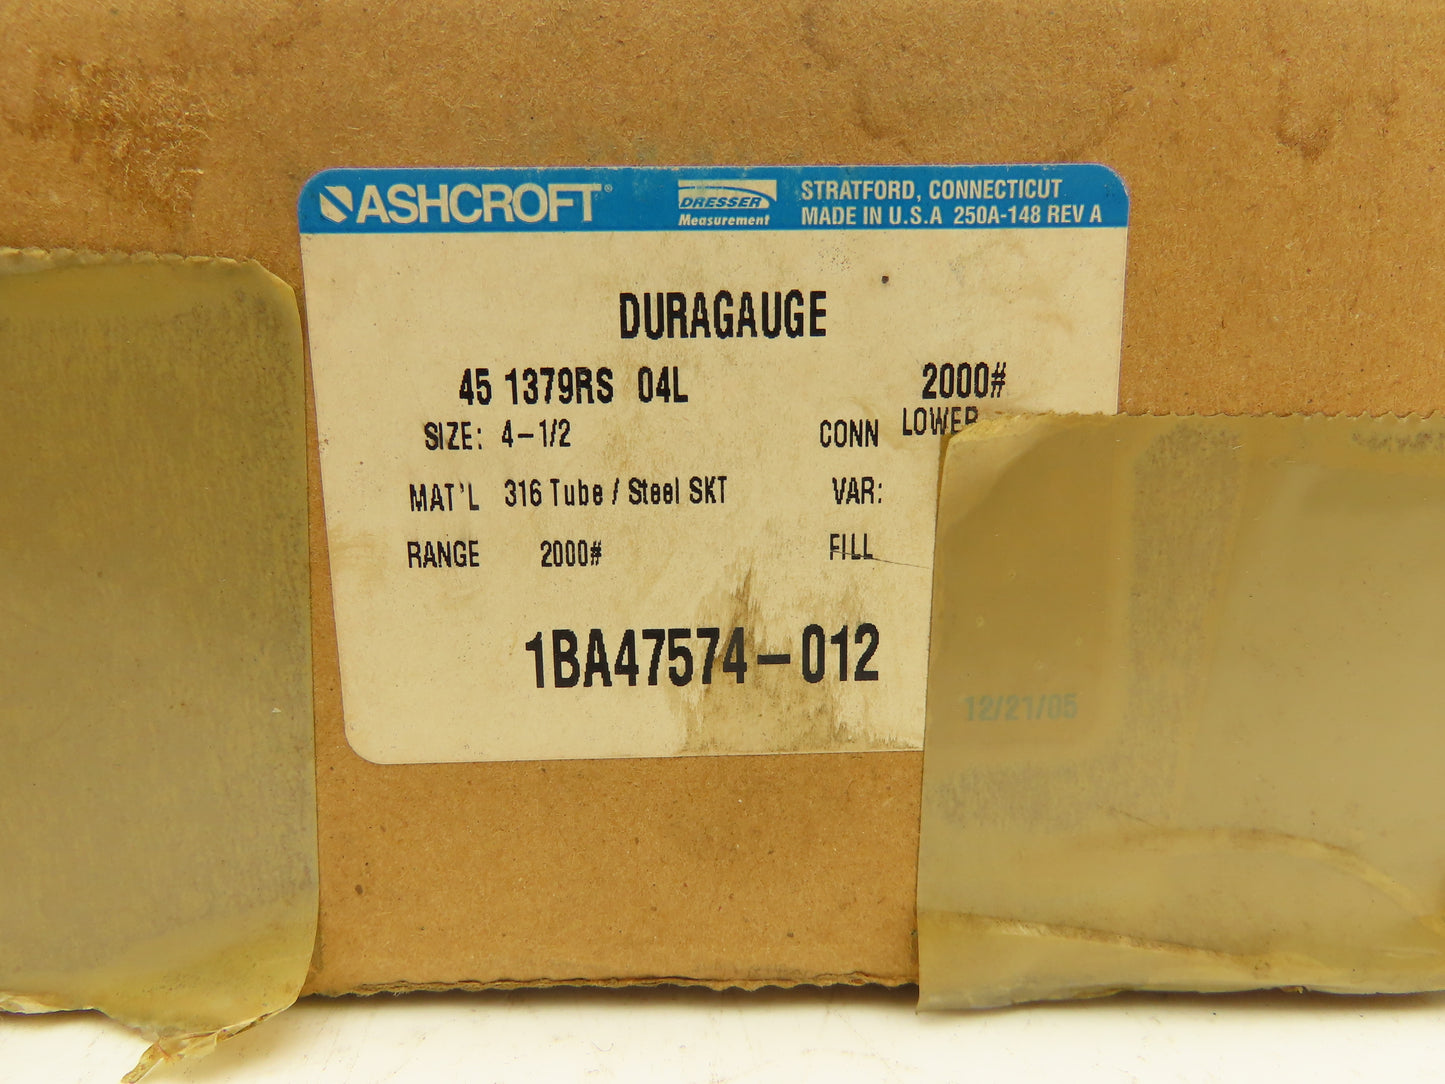 ASHCROFT®
DRESSER
Measurement
STRATFORD, CONNECTICUT
MADE IN U.S.A 250A-148 REV A
DURAGAUGE
45 1379RS 04L 2000#
SIZE: 4-1/2 CONN LOWER
MAT'L 316 Tube / Steel SKT VAR:
RANGE 2000# FILL
1BA47574-012
12/21/05